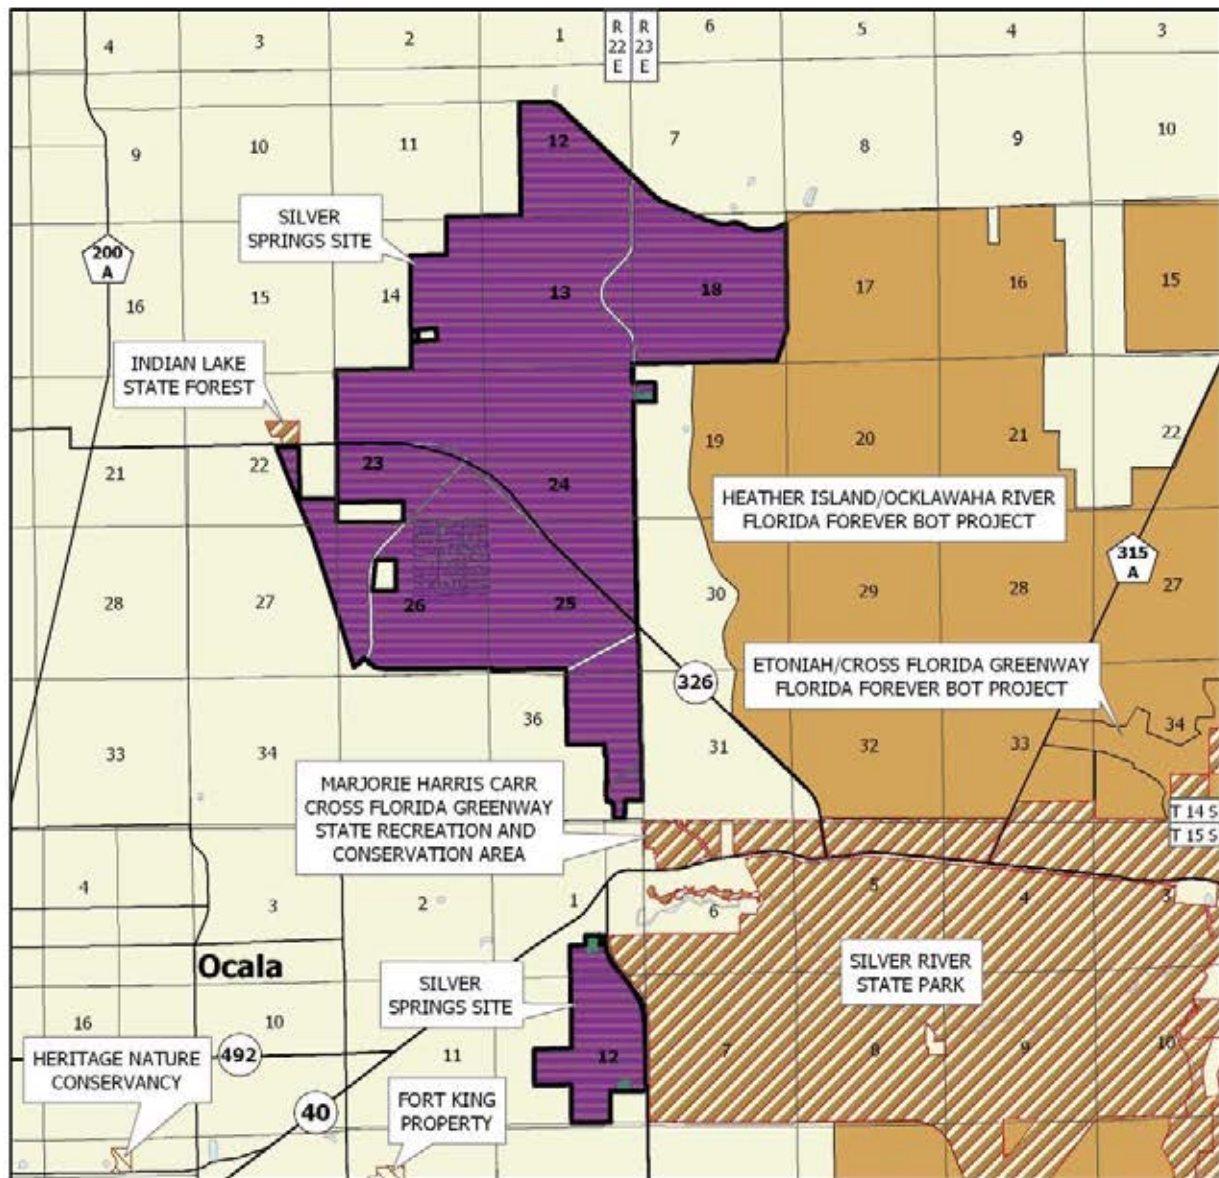 4
3
2
1
R
22
E
R
23
E
6
5
4
3
9
10
11
12
7
8
9
10
SILVER
SPRINGS SITE
200
A
16
15
14
13
18
17
16
15
INDIAN LAKE
STATE FOREST
21
22
23
24
19
20
21
22
HEATHER ISLAND/OCKLAWAHA RIVER
FLORIDA FOREVER BOT PROJECT
315
A
28
27
26
25
30
29
28
27
ETONIAH/CROSS FLORIDA GREENWAY
FLORIDA FOREVER BOT PROJECT
326
33
34
36
31
32
33
34
MARJORIE HARRIS CARR
CROSS FLORIDA GREENWAY
STATE RECREATION AND
CONSERVATION AREA
T 14 S
T 15 S
4
3
2
1
6
5
4
3
Ocala
SILVER
SPRINGS SITE
SILVER RIVER
STATE PARK
16
10
11
12
7
8
9
10
492
HERITAGE NATURE
CONSERVANCY
40
FORT KING
PROPERTY